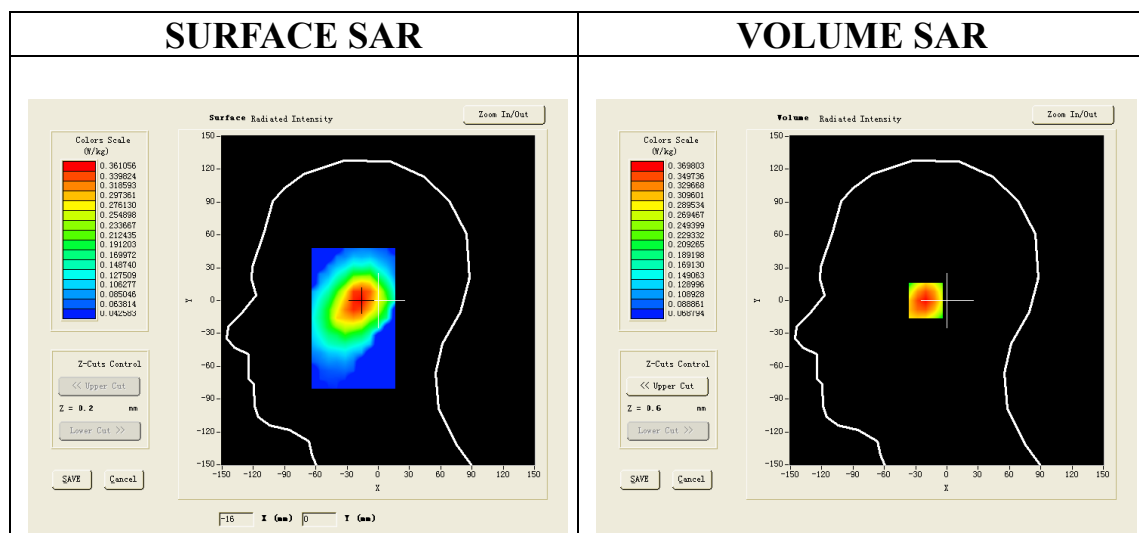 SURFACE SAR
VOLUME SAR
Surface Radiated Intensity
Zoom In/Out
Colors Scale
(W/kg)
0.361056
0.339824
0.318593
0.297361
0.276130
0.254898
0.233667
0.212435
0.191203
0.169972
0.148740
0.127509
0.106277
0.085046
0.063814
0.042583
150
120
90
60
30
0
-30
-60
-90
-120
-150
Y
-150 -120 -90 -60 -30 0 30 60 90 120 150
X
Z-Cuts Control
<< Upper Cut
Z = 0.2 mm
Lower Cut >>
SAVE Cancel
-16 X (mm) 0 Y (mm)
Volume Radiated Intensity
Zoom In/Out
Colors Scale
(W/kg)
0.369803
0.349736
0.329668
0.309601
0.289534
0.269467
0.249399
0.229332
0.209265
0.189198
0.169130
0.149063
0.128996
0.108928
0.088861
0.068794
150
120
90
60
30
0
-30
-60
-90
-120
-150
Y
-150 -120 -90 -60 -30 0 30 60 90 120 150
X
Z-Cuts Control
<< Upper Cut
Z = 0.6 mm
Lower Cut >>
SAVE Cancel